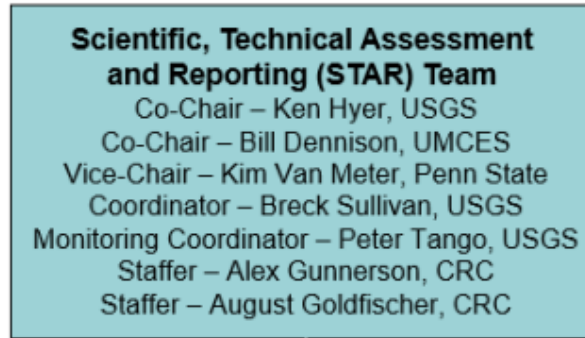 Scientific, Technical Assessment
and Reporting (STAR) Team
Co-Chair – Ken Hyer, USGS
Co-Chair – Bill Dennison, UMCES
Vice-Chair – Kim Van Meter, Penn State
Coordinator – Breck Sullivan, USGS
Monitoring Coordinator – Peter Tango, USGS
Staffer – Alex Gunnerson, CRC
Staffer – August Goldfischer, CRC